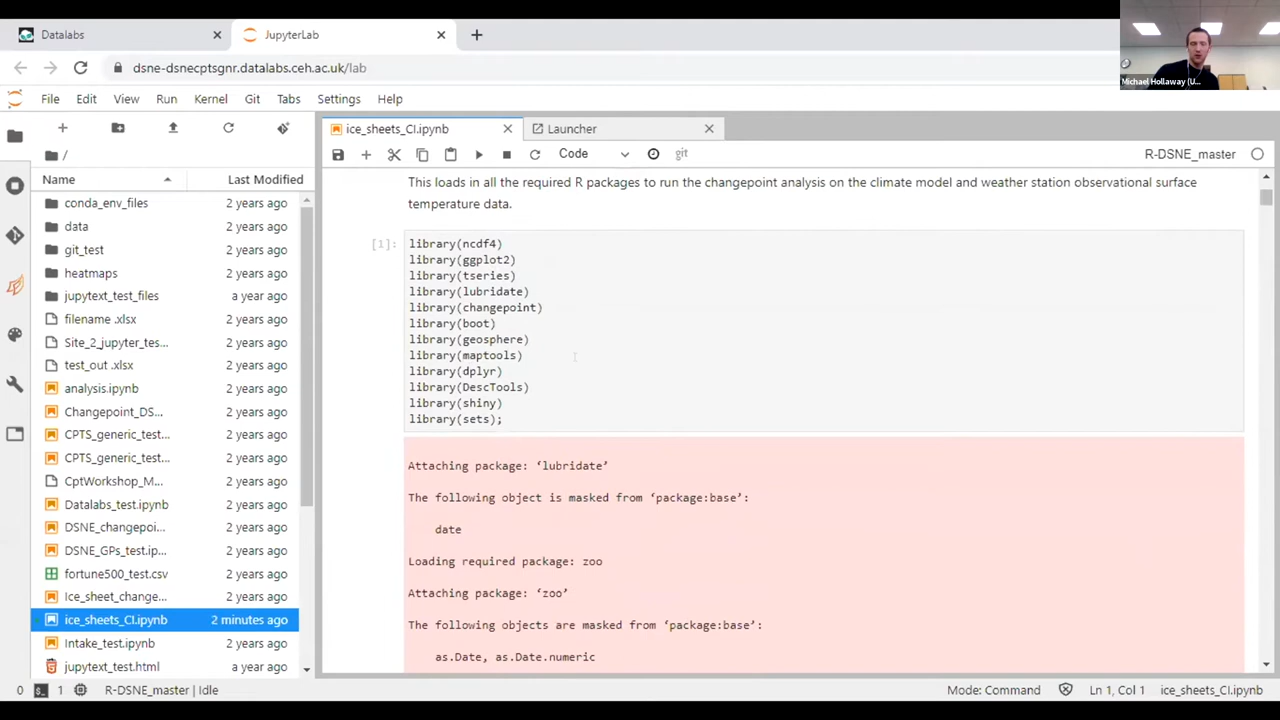 Datalabs
JupyterLab
Michael Hollaway (U...
dsne-dsnecptsgnr.datalabs.ceh.ac.uk/lab
File Edit View Run Kernel Git Tabs Settings Help
ice_sheets_CI.ipynb
Launcher
Code
git
R-DSNE_master
/
Name Last Modified
conda_env_files 2 years ago
data 2 years ago
git_test 2 years ago
heatmaps 2 years ago
jupytext_test_files a year ago
filename .xlsx 2 years ago
Site_2_jupyter_tes... 2 years ago
test_out .xlsx 2 years ago
analysis.ipynb 2 years ago
Changepoint_DS... 2 years ago
CPTS_generic_test... 2 years ago
CPTS_generic_test... 2 years ago
CptWorkshop_M... 2 years ago
Datalabs_test.ipynb 2 years ago
DSNE_changepoi... 2 years ago
DSNE_GPs_test.ip... 2 years ago
fortune500_test.csv 2 years ago
Ice_sheet_change... 2 years ago
ice_sheets_CI.ipynb 2 minutes ago
Intake_test.ipynb 2 years ago
jupytext_test.html a year ago
This loads in all the required R packages to run the changepoint analysis on the climate model and weather station observational surface
temperature data.
[1]:
library(ncdf4)
library(ggplot2)
library(tseries)
library(lubridate)
library(changepoint)
library(boot)
library(geosphere)
library(maptools)
library(dplyr)
library(DescTools)
library(shiny)
library(sets);
Attaching package: ‘lubridate’
The following object is masked from ‘package:base’:
date
Loading required package: zoo
Attaching package: ‘zoo’
The following objects are masked from ‘package:base’:
as.Date, as.Date.numeric
0 1 R-DSNE_master | Idle Mode: Command Ln 1, Col 1 ice_sheets_CI.ipynb